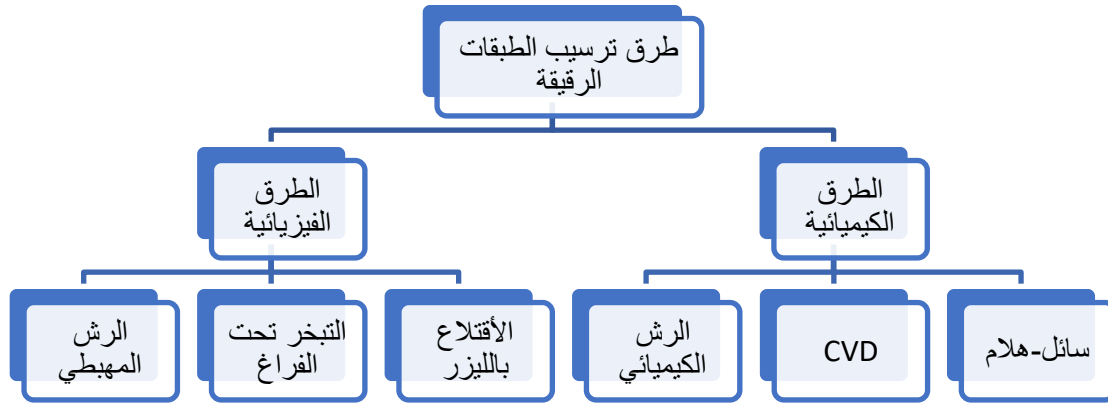 طرق ترسيب الطبقات
الرقيقة
الطرق
الكيميائية
الطرق
الفيزيائية
سائل-هلام
CVD
الرش
الكيميائي
الأقتلاع
بالليزر
التبخر تحت
الفراغ
الرش
المهبطي